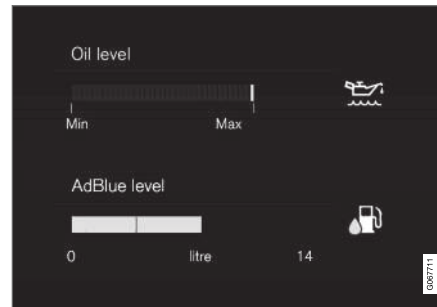 Oil level
Min Max
AdBlue level
0 litre 14
G067711